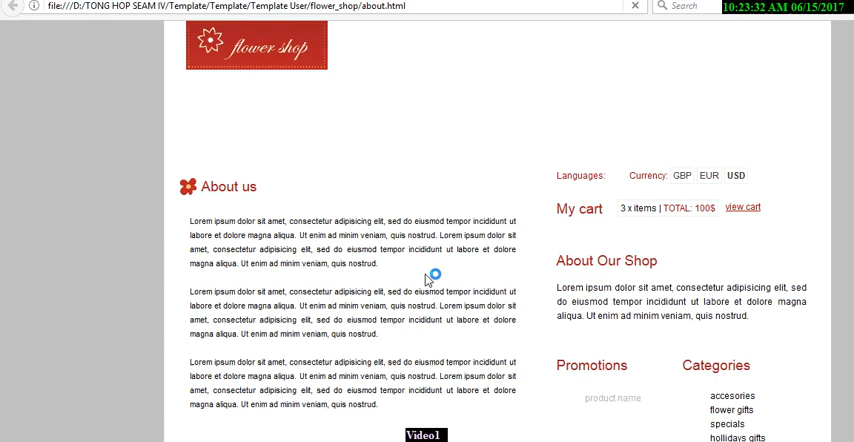 file:///D:/TONG HOP SEAM IV/Template/Template/Template User/flower_shop/about.html
Search
10:23:32 AM 06/15/2017
flower shop
Languages:
Currency: GBP EUR USD
About us
My cart
3 x items | TOTAL: 100$
view cart
Lorem ipsum dolor sit amet, consectetur adipisicing elit, sed do eiusmod tempor incididunt ut
labore et dolore magna aliqua. Ut enim ad minim veniam, quis nostrud. Lorem ipsum dolor sit
amet, consectetur adipisicing elit, sed do eiusmod tempor incididunt ut labore et dolore
magna aliqua. Ut enim ad minim veniam, quis nostrud.
Lorem ipsum dolor sit amet, consectetur adipisicing elit, sed do eiusmod tempor incididunt ut
labore et dolore magna aliqua. Ut enim ad minim veniam, quis nostrud. Lorem ipsum dolor sit
amet, consectetur adipisicing elit, sed do eiusmod tempor incididunt ut labore et dolore
magna aliqua. Ut enim ad minim veniam, quis nostrud.
Lorem ipsum dolor sit amet, consectetur adipisicing elit, sed do eiusmod tempor incididunt ut
labore et dolore magna aliqua. Ut enim ad minim veniam, quis nostrud. Lorem ipsum dolor sit
amet, consectetur adipisicing elit, sed do eiusmod tempor incididunt ut labore et dolore
magna aliqua. Ut enim ad minim veniam, quis nostrud.
About Our Shop
Lorem ipsum dolor sit amet, consectetur adipisicing elit, sed
do eiusmod tempor incididunt ut labore et dolore magna
aliqua. Ut enim ad minim veniam, quis nostrud.
Promotions
product name
Categories
accesories
flower gifts
specials
hollidays gifts
Video1